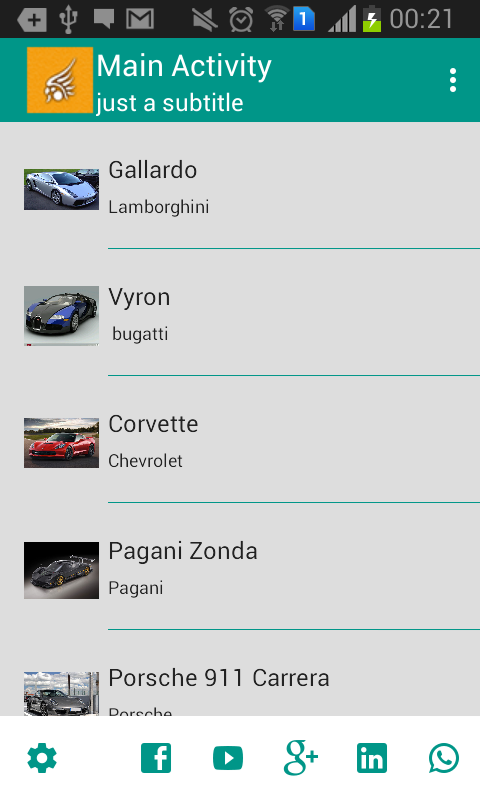 1
00:21
Main Activity
just a subtitle
Gallardo
Lamborghini
Vyron
bugatti
Corvette
Chevrolet
Pagani Zonda
Pagani
Porsche 911 Carrera
Porsche